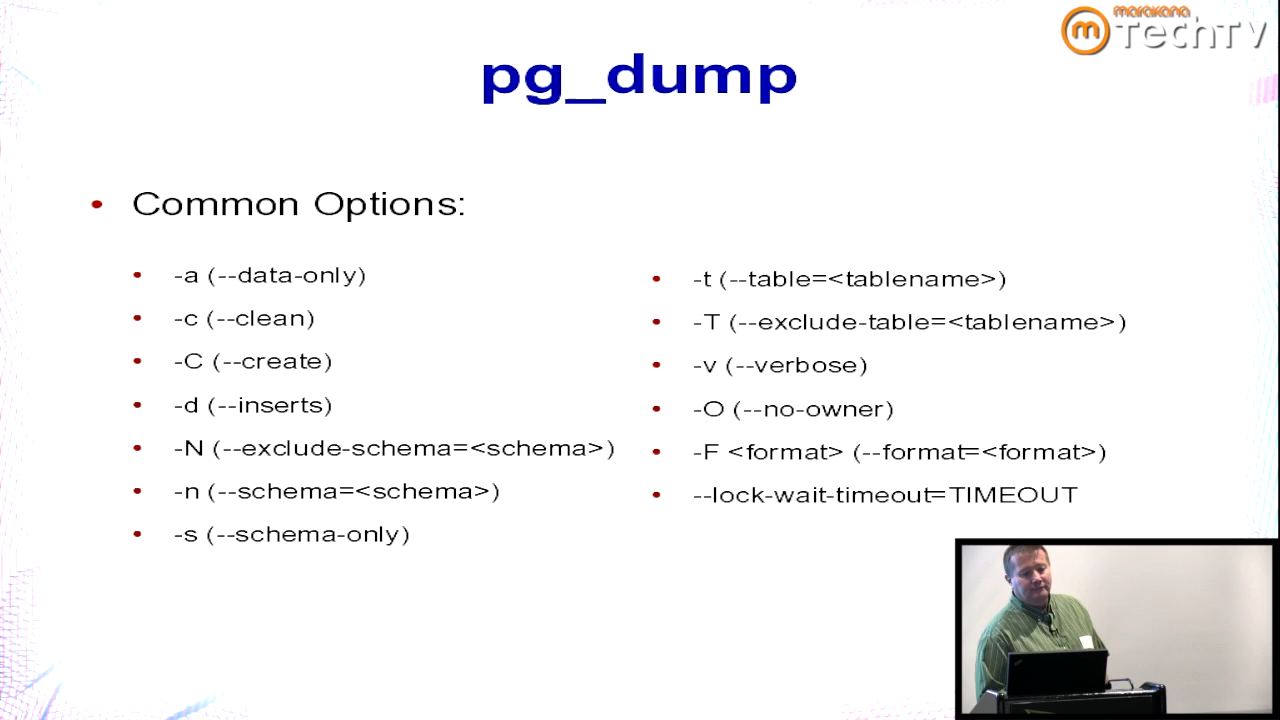 marakana
TechTV
pg_dump
• Common Options:
• -a (--data-only)
• -c (--clean)
• -C (--create)
• -d (--inserts)
• -N (--exclude-schema=<schema>)
• -n (--schema=<schema>)
• -s (--schema-only)
• -t (--table=<tablename>)
• -T (--exclude-table=<tablename>)
• -v (--verbose)
• -O (--no-owner)
• -F <format> (--format=<format>)
• --lock-wait-timeout=TIMEOUT